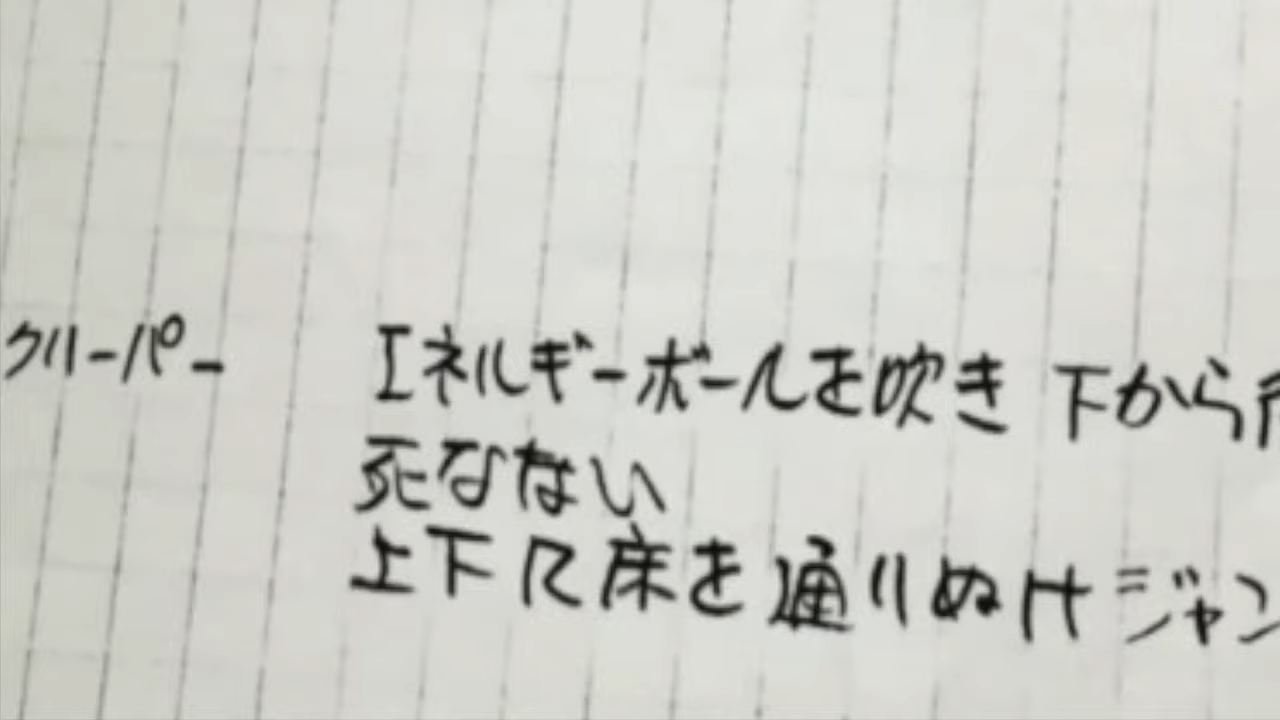 クリーパー エネルギーボールを吹き 下から
死なない
上下に床を通りぬけジャン